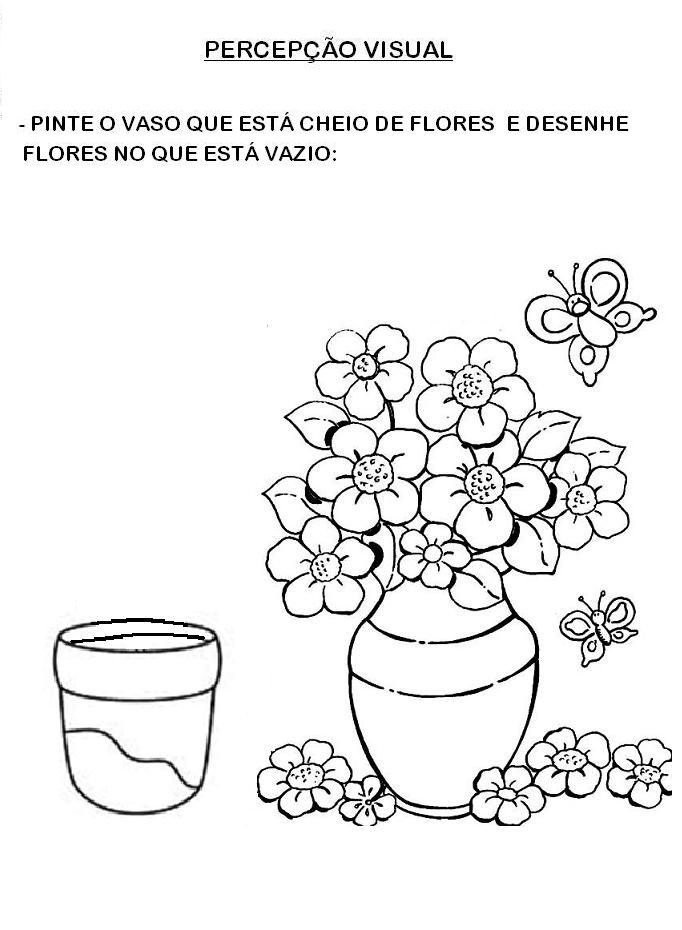 PERCEPÇÃO VISUAL
- PINTE O VASO QUE ESTÁ CHEIO DE FLORES E DESENHE
FLORES NO QUE ESTÁ VAZIO: